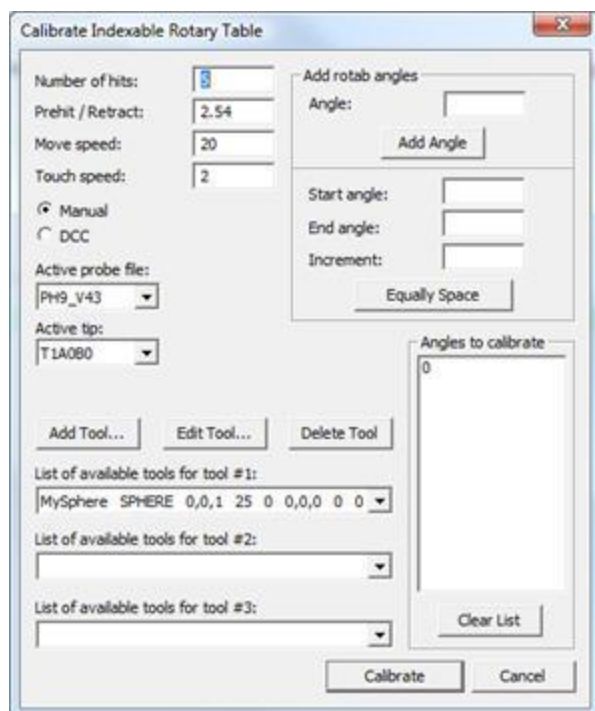 Calibrate Indexable Rotary Table
Number of hits: 5
Prehit / Retract: 2.54
Move speed: 20
Touch speed: 2
Manual
DCC
Active probe file:
PH9_V43
Active tip:
T1A0B0
Add rotab angles
Angle:
Add Angle
Start angle:
End angle:
Increment:
Equally Space
Angles to calibrate
0
Clear List
Add Tool... Edit Tool... Delete Tool
List of available tools for tool #1:
MySphere SPHERE 0,0,1 25 0 0,0,0 0 0
List of available tools for tool #2:
List of available tools for tool #3:
Calibrate Cancel